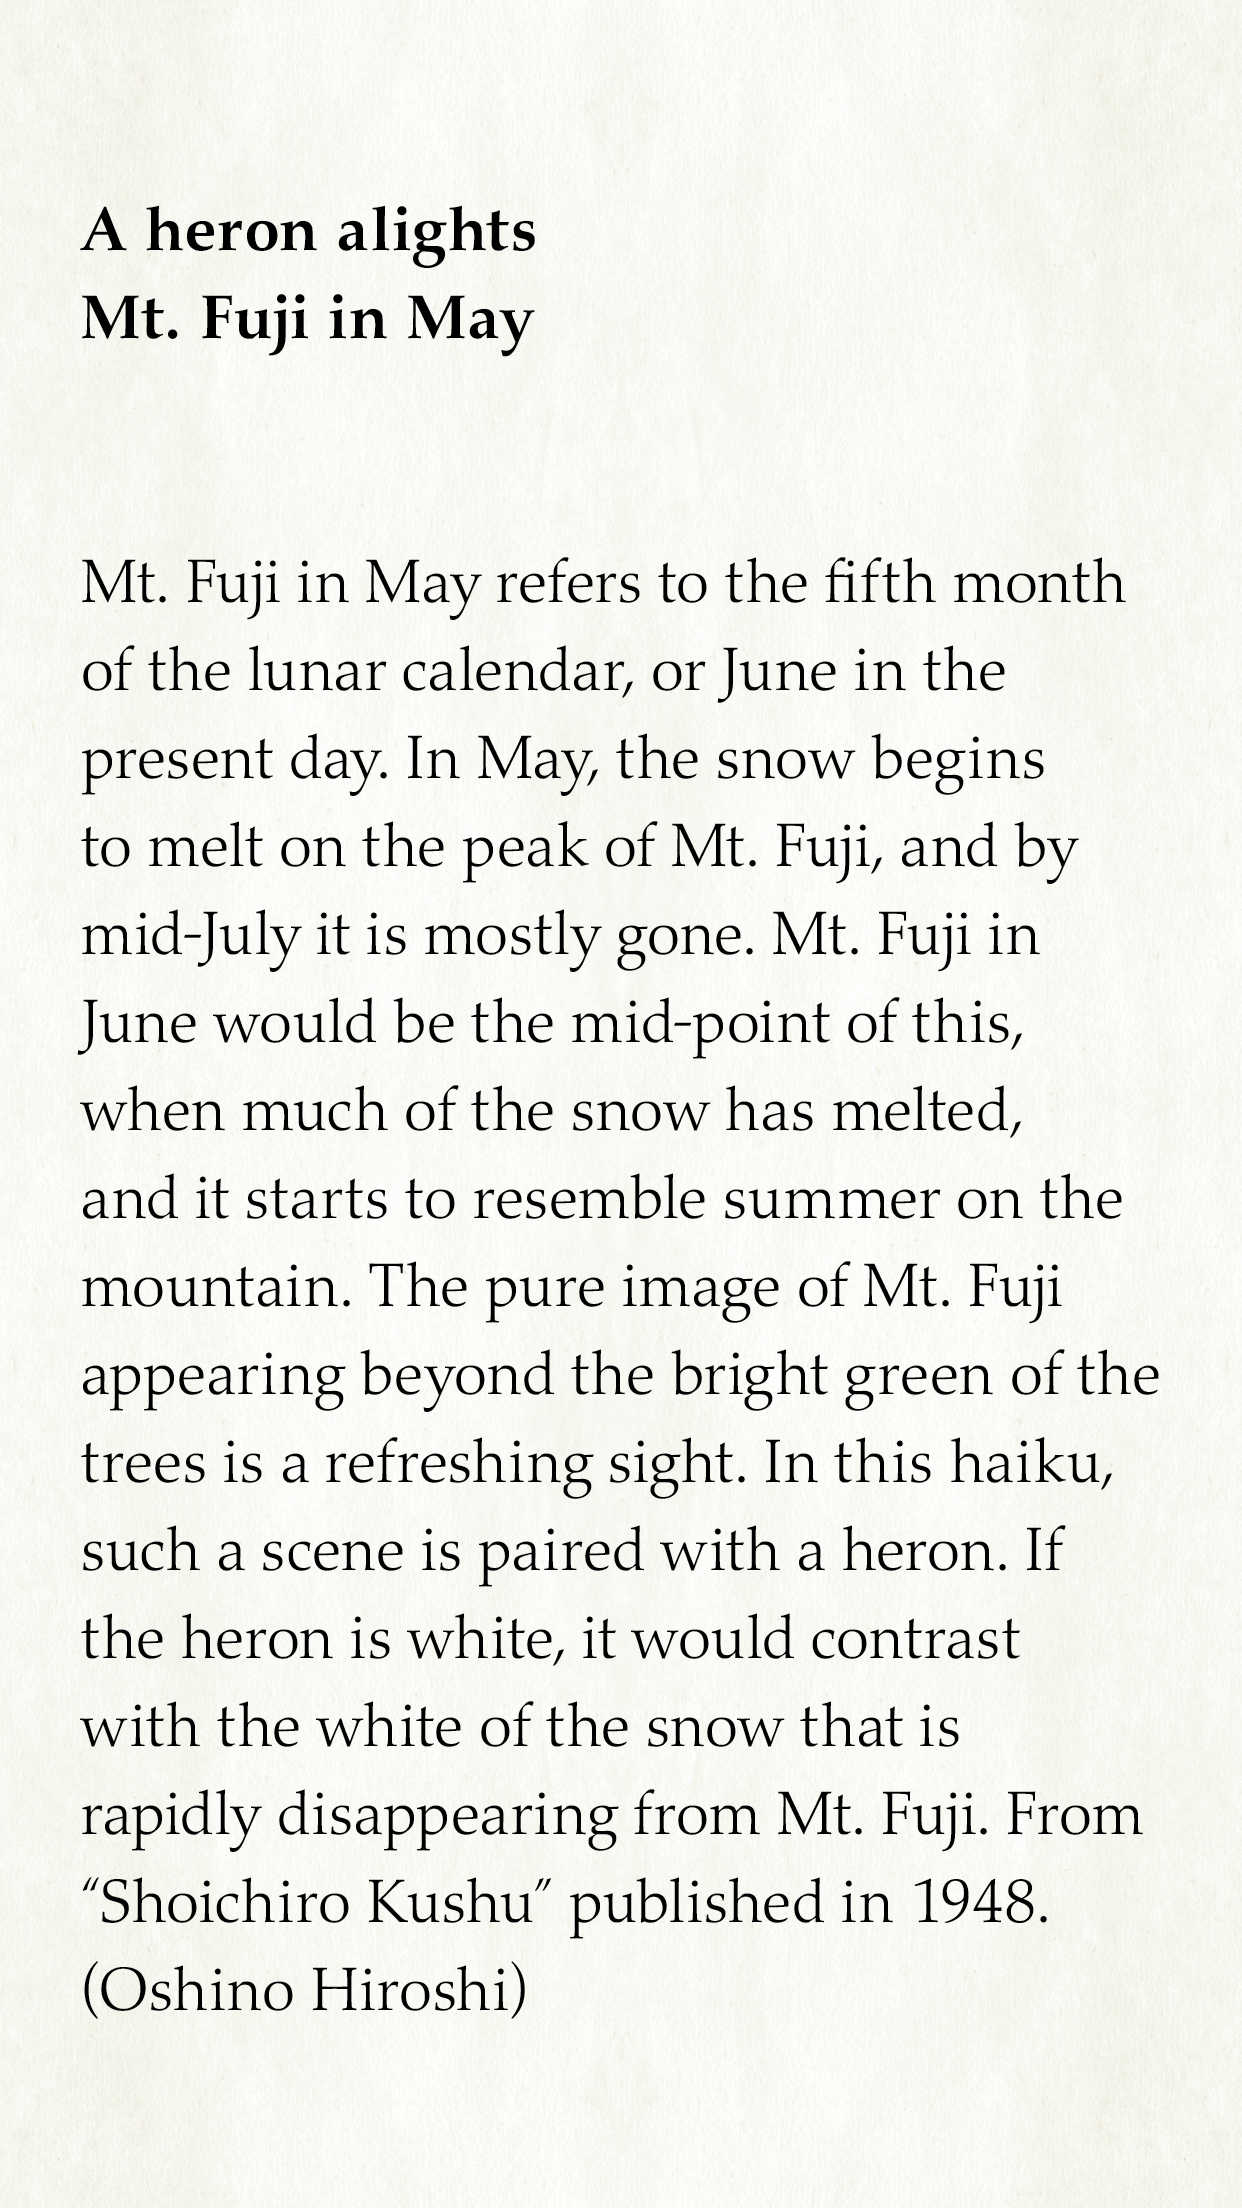 A heron alights
Mt. Fuji in May
Mt. Fuji in May refers to the fifth month
of the lunar calendar, or June in the
present day. In May, the snow begins
to melt on the peak of Mt. Fuji, and by
mid-July it is mostly gone. Mt. Fuji in
June would be the mid-point of this,
when much of the snow has melted,
and it starts to resemble summer on the
mountain. The pure image of Mt. Fuji
appearing beyond the bright green of the
trees is a refreshing sight. In this haiku,
such a scene is paired with a heron. If
the heron is white, it would contrast
with the white of the snow that is
rapidly disappearing from Mt. Fuji. From
“Shoichiro Kushu” published in 1948.
(Oshino Hiroshi)